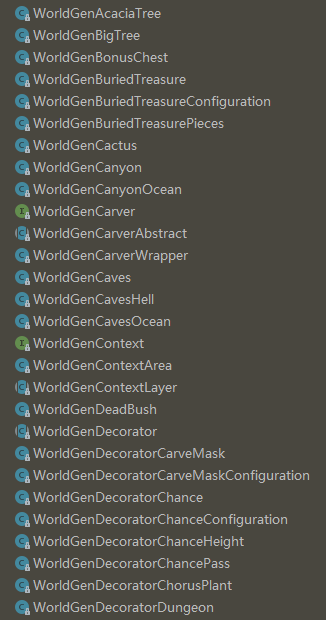 WorldGenAcaciaTree
WorldGenBigTree
WorldGenBonusChest
WorldGenBuriedTreasure
WorldGenBuriedTreasureConfiguration
WorldGenBuriedTreasurePieces
WorldGenCactus
WorldGenCanyon
WorldGenCanyonOcean
WorldGenCarver
WorldGenCarverAbstract
WorldGenCarverWrapper
WorldGenCaves
WorldGenCavesHell
WorldGenCavesOcean
WorldGenContext
WorldGenContextArea
WorldGenContextLayer
WorldGenDeadBush
WorldGenDecorator
WorldGenDecoratorCarveMask
WorldGenDecoratorCarveMaskConfiguration
WorldGenDecoratorChance
WorldGenDecoratorChanceConfiguration
WorldGenDecoratorChanceHeight
WorldGenDecoratorChancePass
WorldGenDecoratorChorusPlant
WorldGenDecoratorDungeon